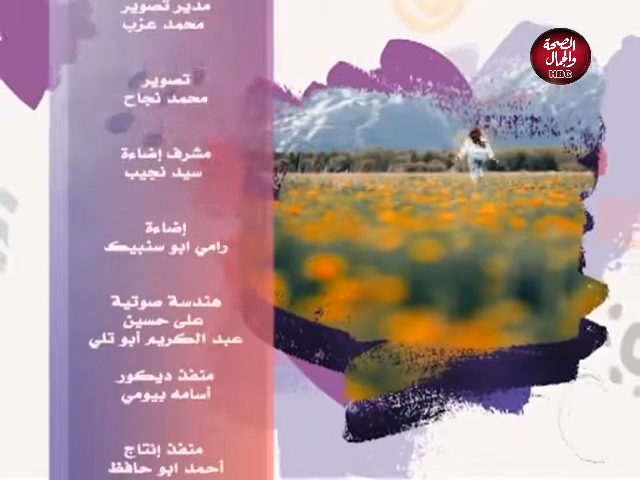 مدير تصوير
محمد عزب
تصوير
محمد نجاح
مشرف إضاءة
سيد نجيب
إضاءة
رامي ابو سنبيك
هندسة صوتية
على حسين
عبد الكريم أبو تلي
منفذ ديكور
أسامه بيومي
منفذ إنتاج
أحمد ابو حافظ
الصحة
والجمال
HBC